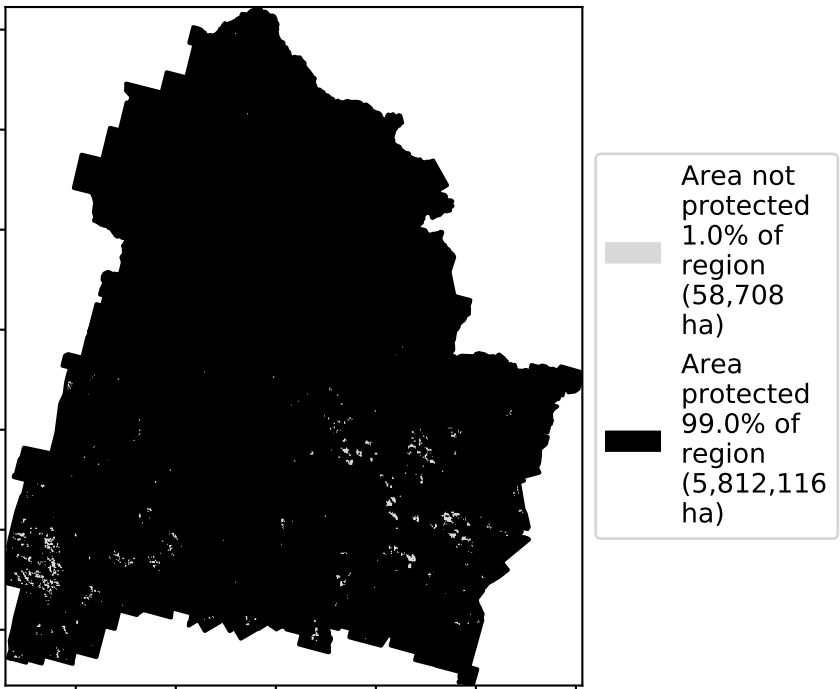 Area not
protected
1.0% of
region
(58,708
ha)
Area
protected
99.0% of
region
(5,812,116
ha)